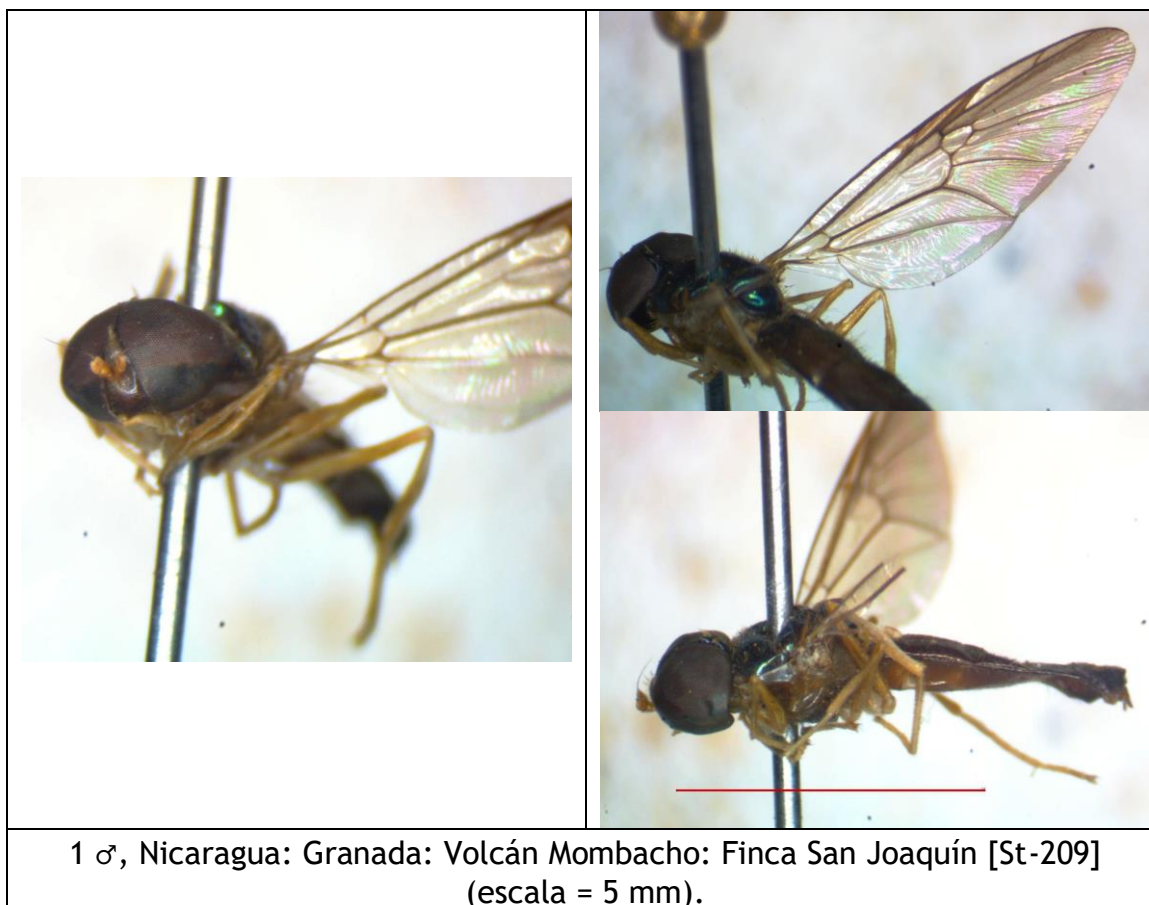 1 ♂, Nicaragua: Granada: Volcán Mombacho: Finca San Joaquín [St-209]
(escala = 5 mm).